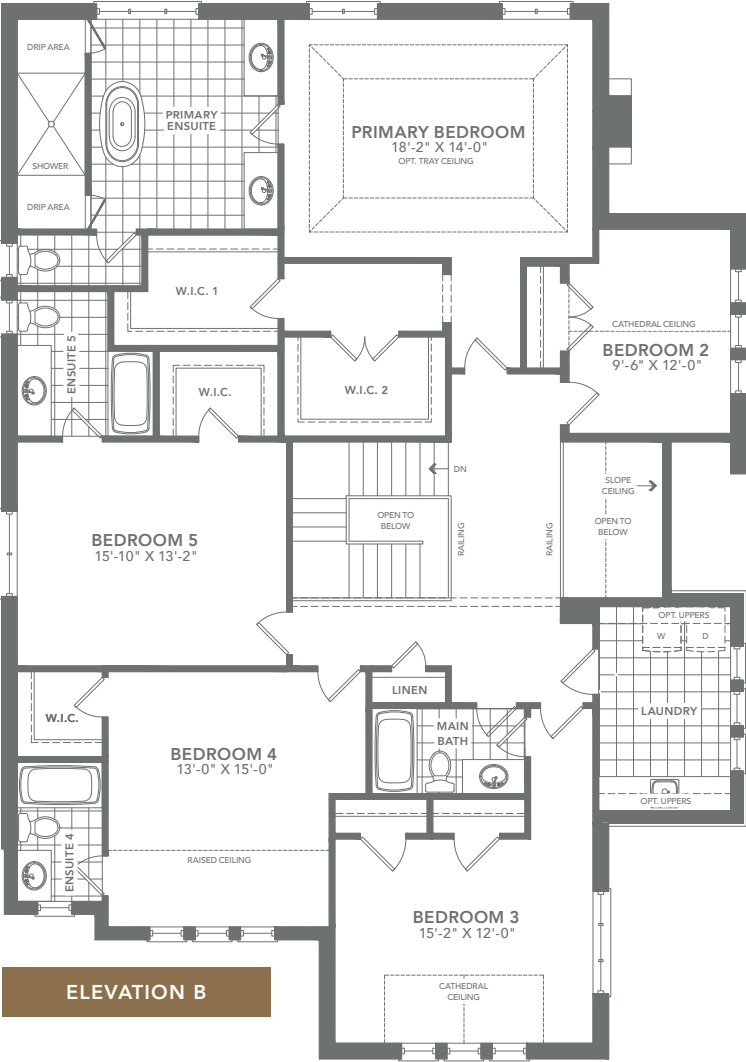 DRIP AREA
SHOWER
DRIP AREA
PRIMARY
ENSUITE
PRIMARY BEDROOM
18'-2" X 14'-0"
OPT. TRAY CEILING
W.I.C. 1
ENSUITE 5
W.I.C.
W.I.C. 2
CATHEDRAL CEILING
BEDROOM 2
9'-6" X 12'-0"
DN
OPEN TO
BELOW
RAILING
RAILING
SLOPE
CEILING
OPEN TO
BELOW
BEDROOM 5
15'-10" X 13'-2"
OPT. UPPERS
W
D
LAUNDRY
OPT. UPPERS
LINEN
MAIN
BATH
W.I.C.
BEDROOM 4
13'-0" X 15'-0"
RAISED CEILING
ENSUITE 4
BEDROOM 3
15'-2" X 12'-0"
CATHEDRAL
CEILING
ELEVATION B